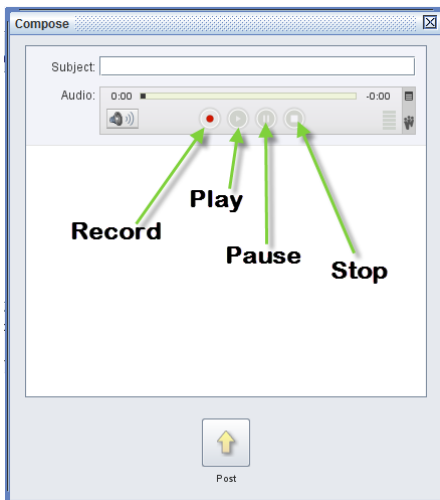 Compose
Subject:
Audio: 0:00 -0:00
Play
Record
Pause
Stop
Post